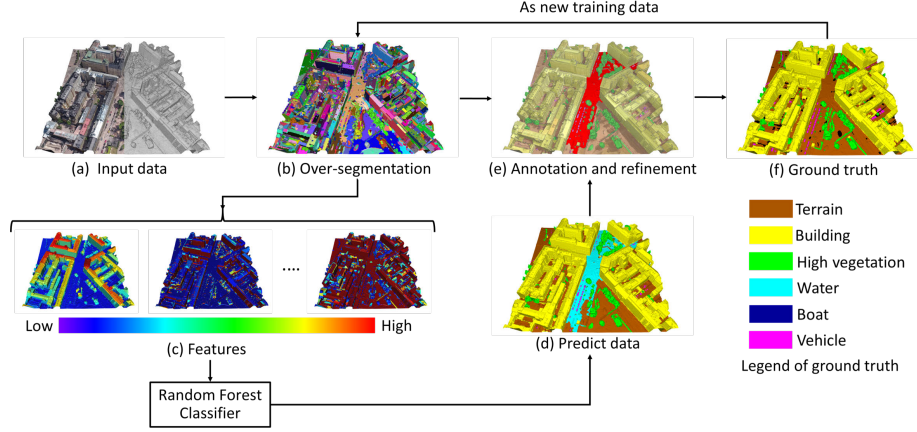 As new training data
(a) Input data
(b) Over-segmentation
(e) Annotation and refinement
(f) Ground truth
....
Low
High
(c) Features
(d) Predict data
Random Forest
Classifier
Terrain
Building
High vegetation
Water
Boat
Vehicle
Legend of ground truth